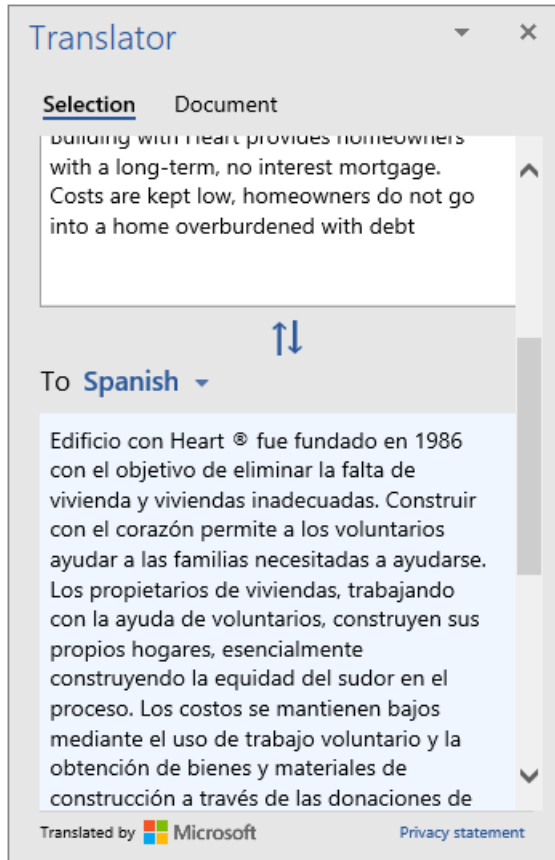 Translator
Selection Document
Building with Heart provides homeowners
with a long-term, no interest mortgage.
Costs are kept low, homeowners do not go
into a home overburdened with debt
To Spanish
Edificio con Heart ® fue fundado en 1986
con el objetivo de eliminar la falta de
vivienda y viviendas inadecuadas. Construir
con el corazón permite a los voluntarios
ayudar a las familias necesitadas a ayudarse.
Los propietarios de viviendas, trabajando
con la ayuda de voluntarios, construyen sus
propios hogares, esencialmente
construyendo la equidad del sudor en el
proceso. Los costos se mantienen bajos
mediante el uso de trabajo voluntario y la
obtención de bienes y materiales de
construcción a través de las donaciones de
Translated by Microsoft Privacy statement